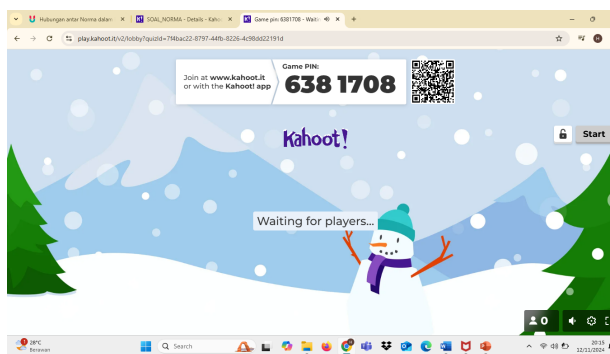 Hubungan antar Norma dalam
SOAL_NORMA - Details - Kahoo
Game pin: 6381708 - Waitin
play.kahoot.it/v2/lobby?quizId=7f4bac22-8797-44fb-8226-4c98dd22191d
Join at www.kahoot.it
or with the Kahoot! app
Game PIN:
638 1708
Kahoot!
Start
Waiting for players...
0
28°C
Berawan
Search
20:15
12/11/2024